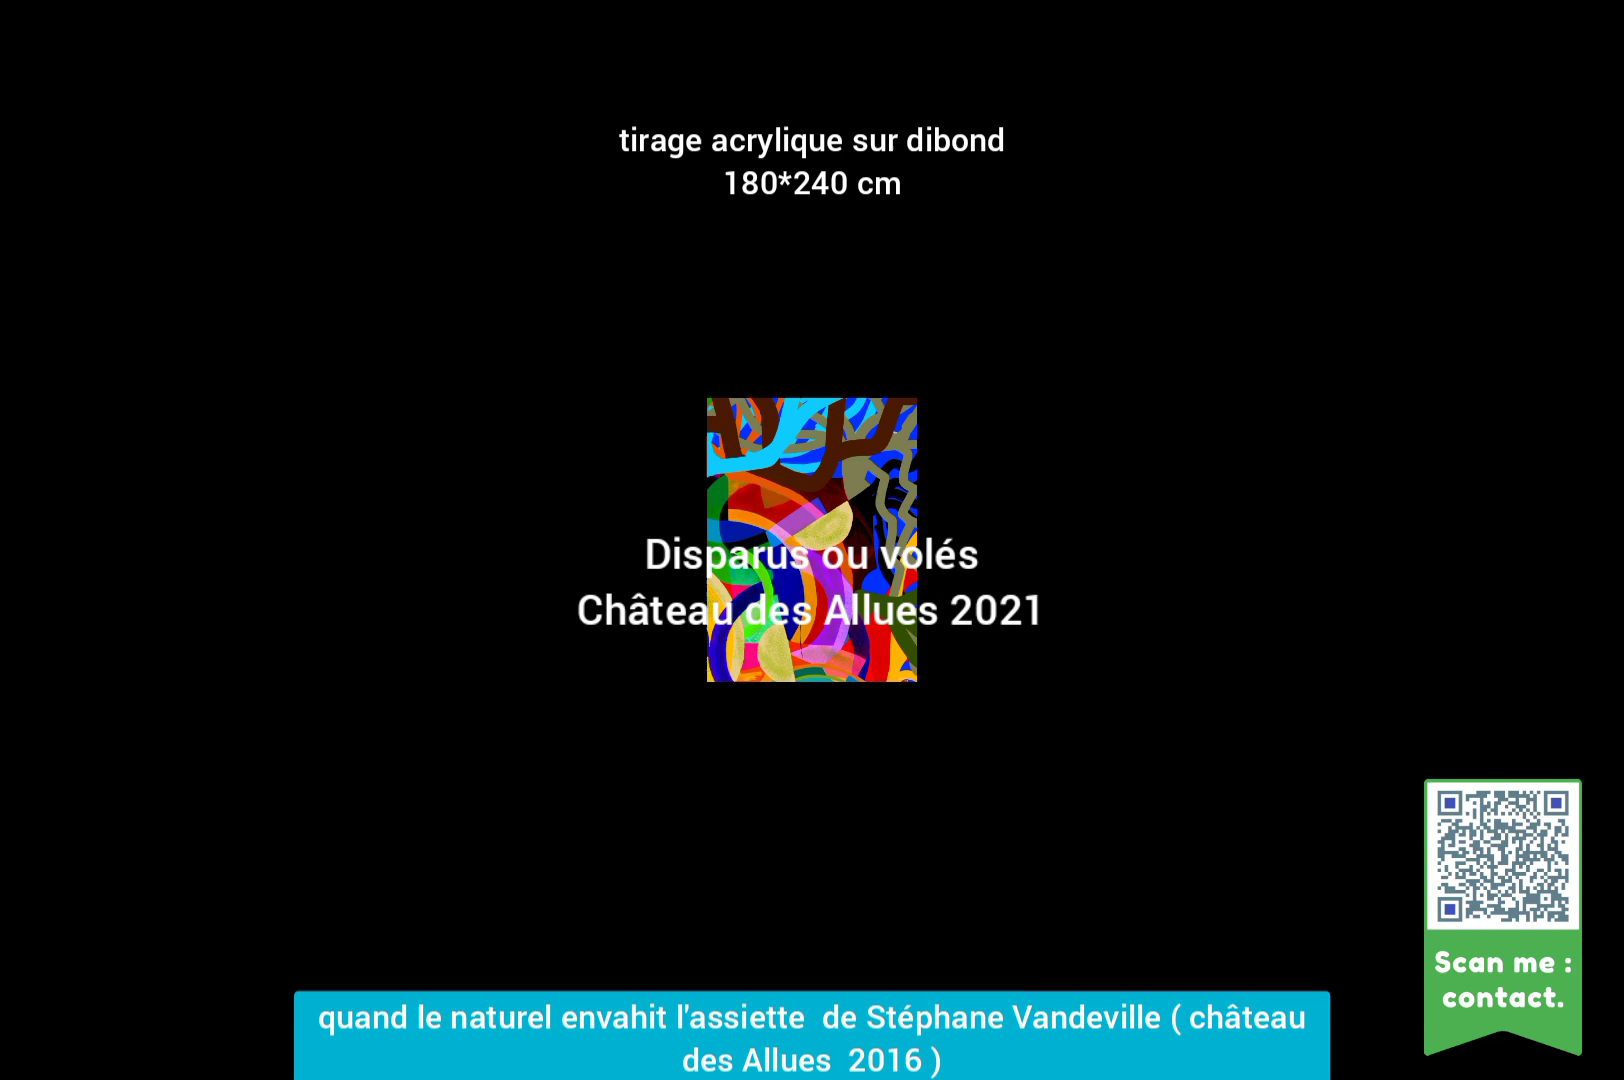 tirage acrylique sur dibond
180*240 cm
Disparus ou volés
Château des Allues 2021
Scan me :
contact.
quand le naturel envahit l'assiette  de Stéphane Vandeville ( château
des Allues  2016 )